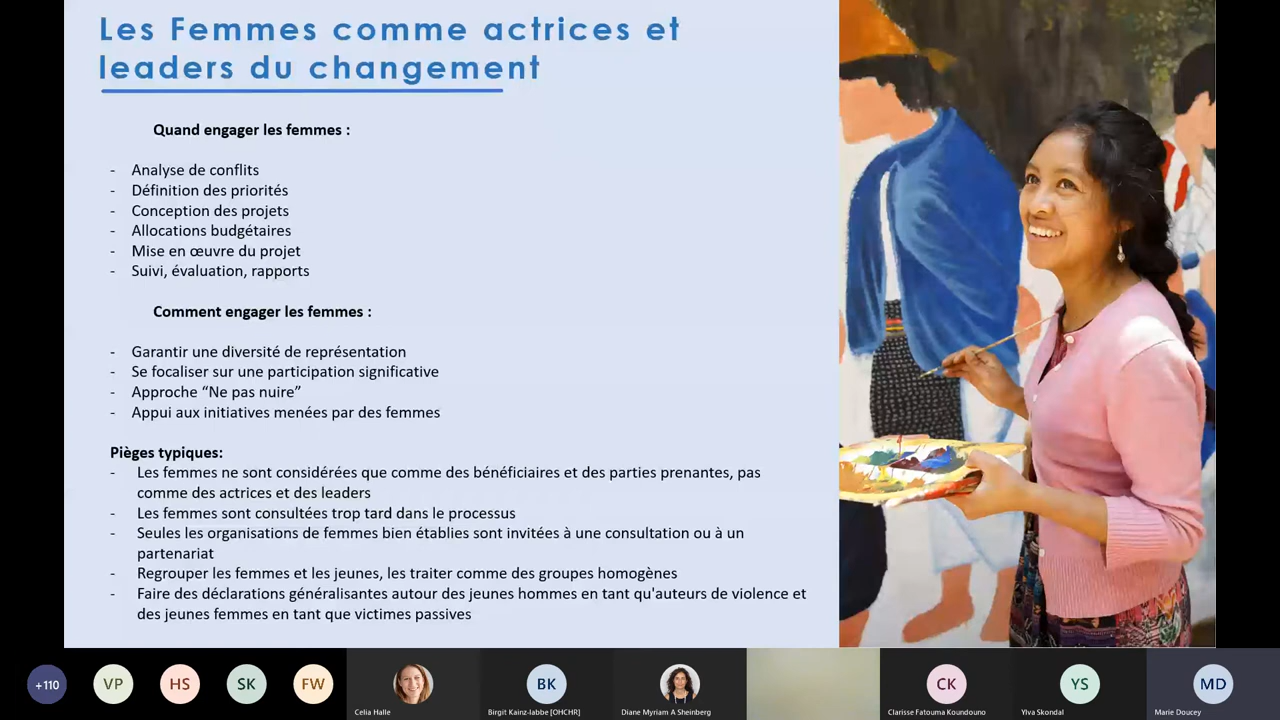 Les Femmes comme actrices et
leaders du changement
Quand engager les femmes :
- Analyse de conflits
- Définition des priorités
- Conception des projets
- Allocations budgétaires
- Mise en œuvre du projet
- Suivi, évaluation, rapports
Comment engager les femmes :
- Garantir une diversité de représentation
- Se focaliser sur une participation significative
- Approche “Ne pas nuire”
- Appui aux initiatives menées par des femmes
Pièges typiques:
- Les femmes ne sont considérées que comme des bénéficiaires et des parties prenantes, pas
comme des actrices et des leaders
- Les femmes sont consultées trop tard dans le processus
- Seules les organisations de femmes bien établies sont invitées à une consultation ou à un
partenariat
- Regrouper les femmes et les jeunes, les traiter comme des groupes homogènes
- Faire des déclarations généralisantes autour des jeunes hommes en tant qu'auteurs de violence et
des jeunes femmes en tant que victimes passives
+110 VP HS SK FW BK CK YS MD
Celia Halle Birgit Kainz-labbe [OHCHR] Diane Myriam A Sheinberg Clarisse Fatouma Koundouno Ylva Skondal Marie Doucey